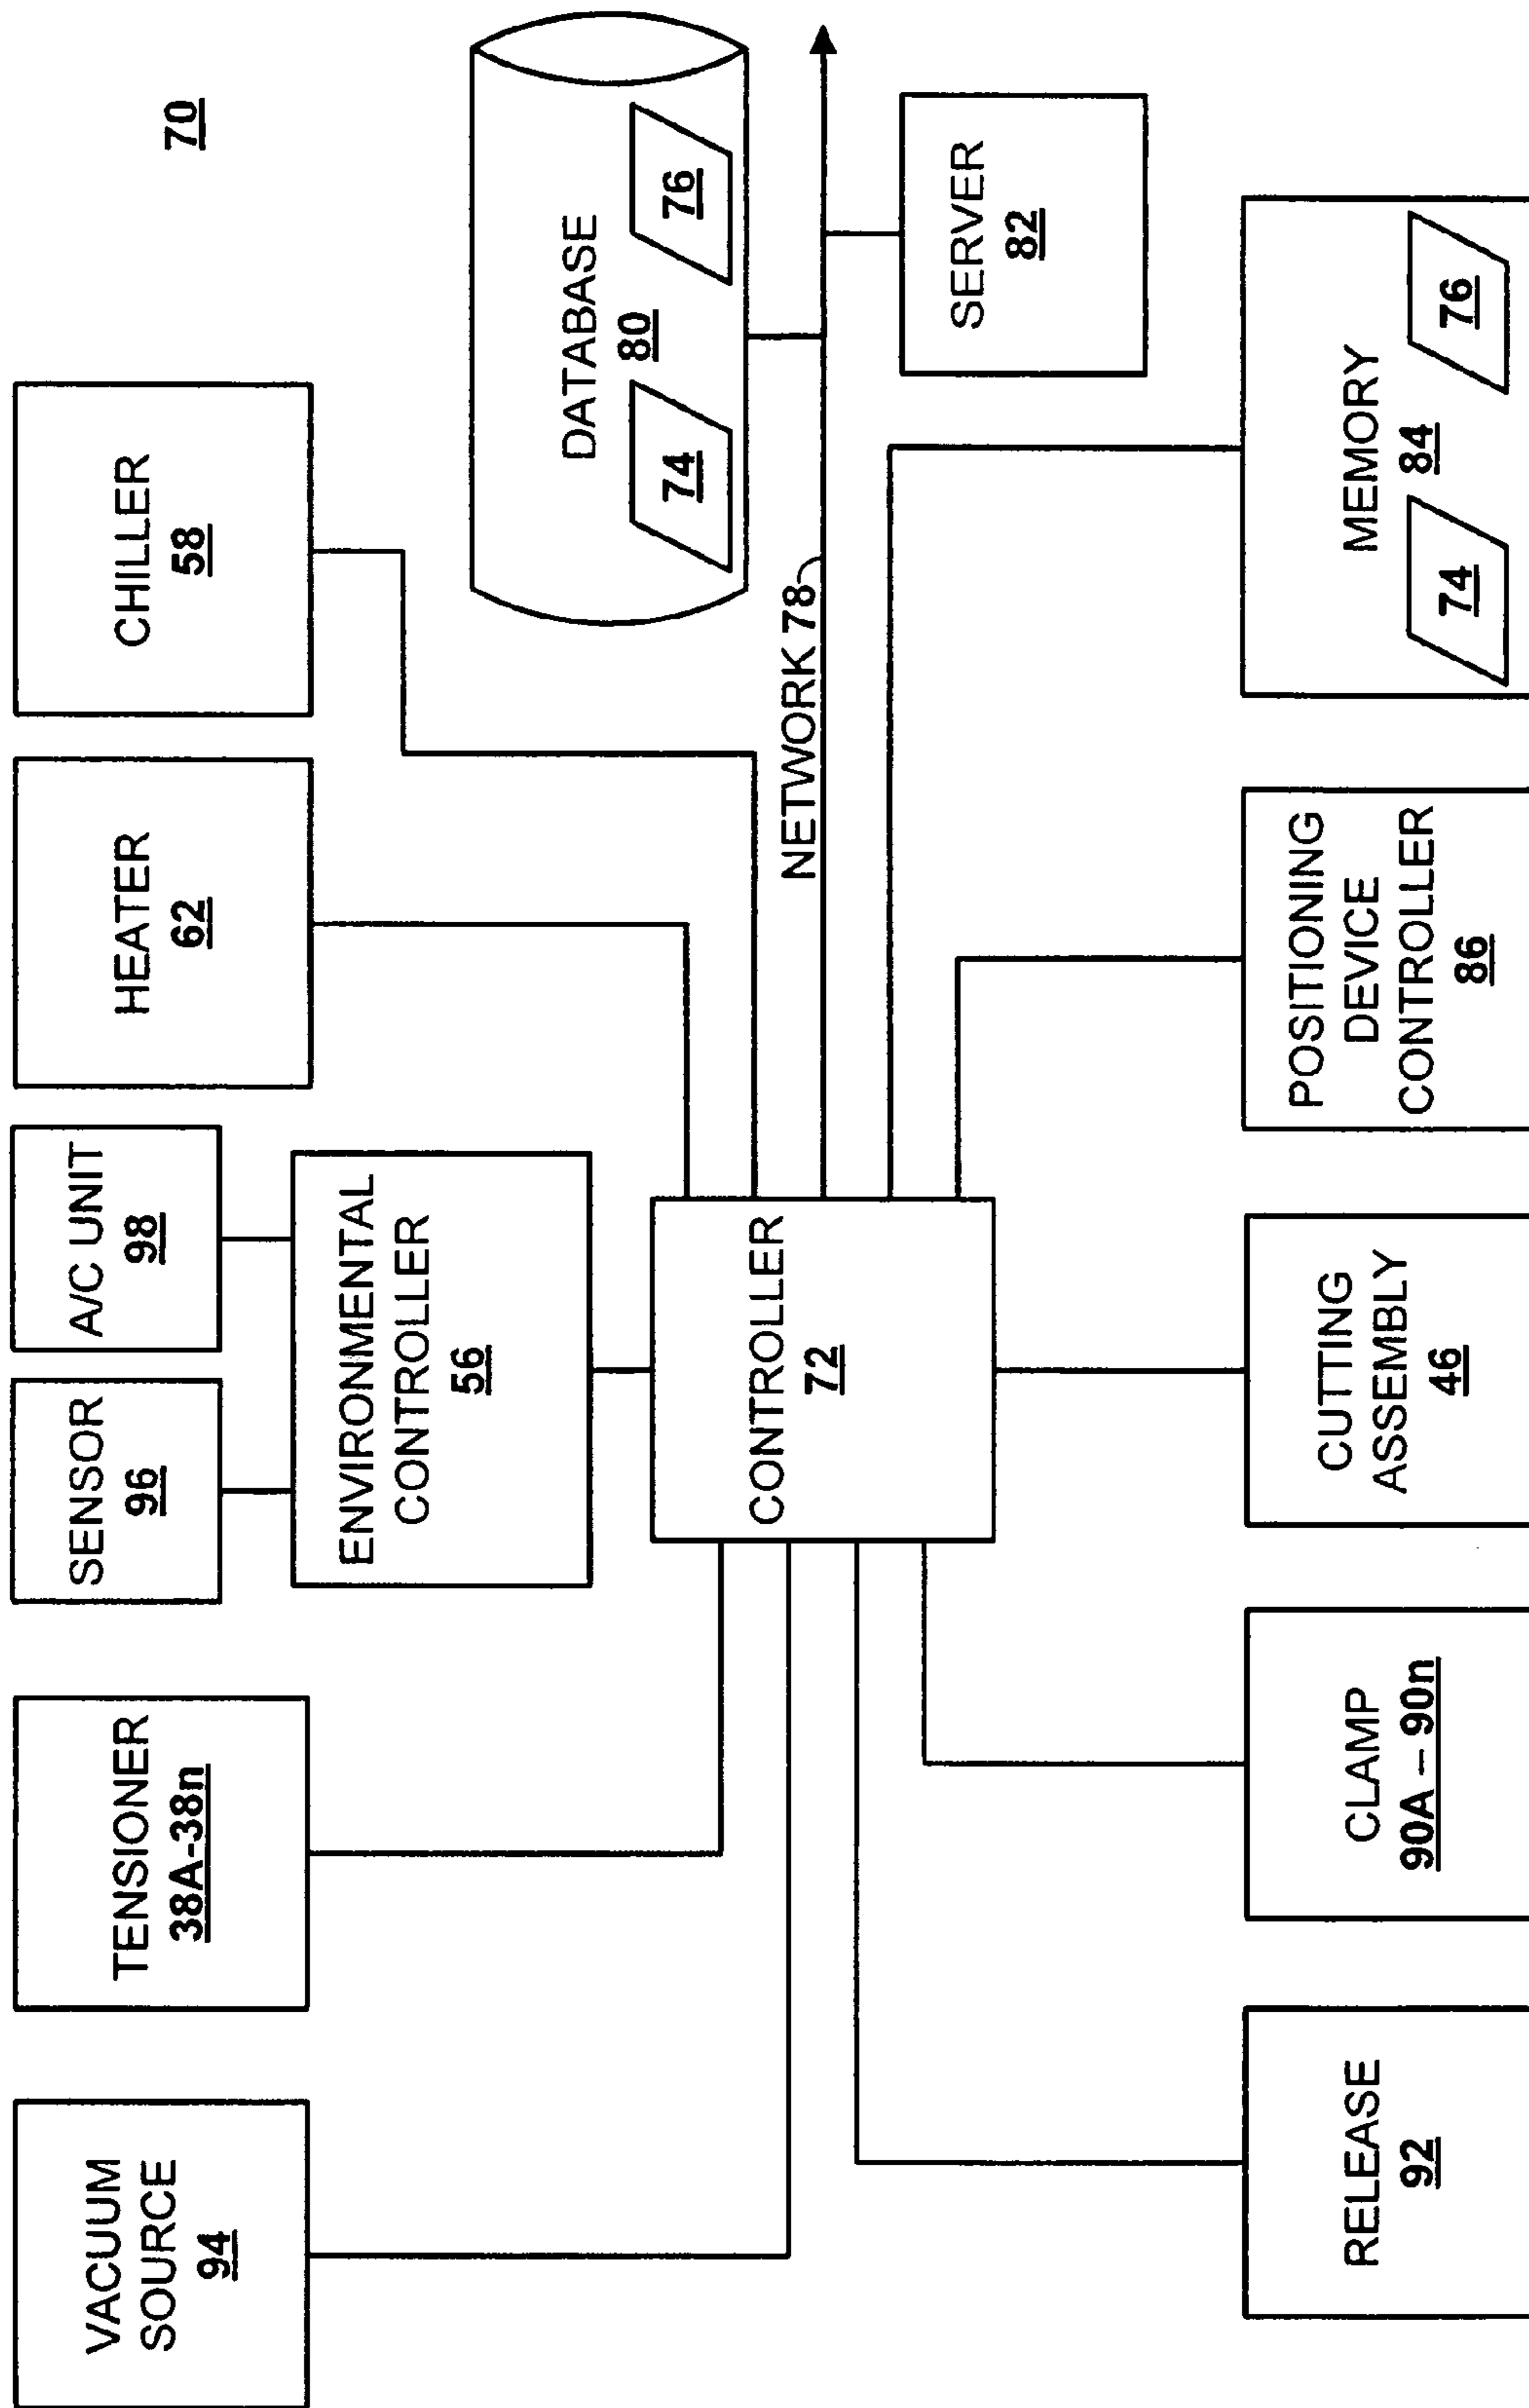 70
VACUUM
SOURCE
94
TENSIONER
38A-38n
SENSOR
96
A/C UNIT
98
HEATER
62
CHILLER
58
ENVIRONMENTAL
CONTROLLER
56
DATABASE
80
74
76
CONTROLLER
72
NETWORK 78
SERVER
82
RELEASE
92
CLAMP
90A – 90n
CUTTING
ASSEMBLY
46
POSITIONING
DEVICE
CONTROLLER
86
MEMORY
84
74
76